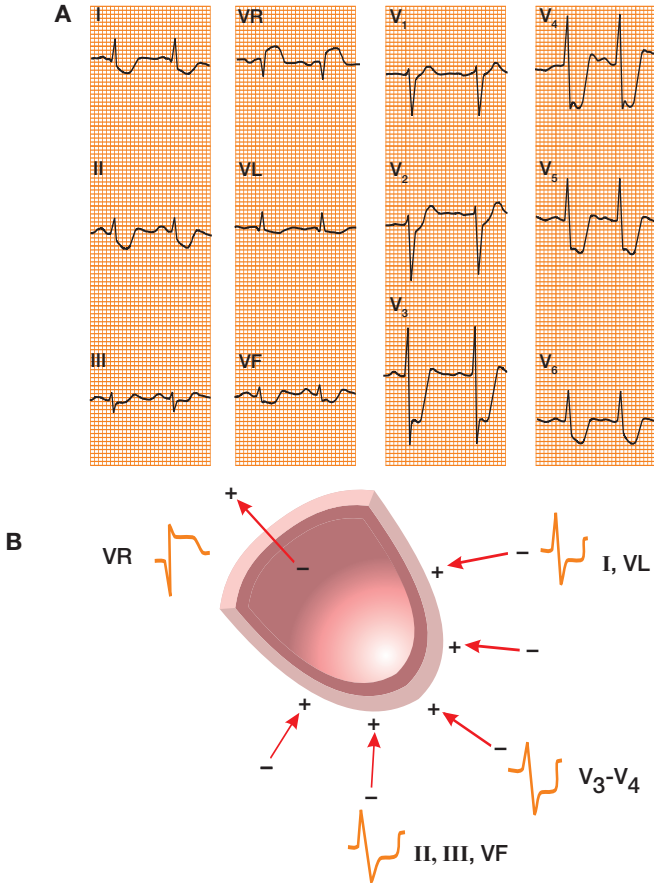 A
I
VR
V1
V4
II
VL
V2
V5
V3
III
VF
V6
B
+
VR
−
+
−
I, VL
+
−
+
+
+
−
V3-V4
−
−
II, III, VF